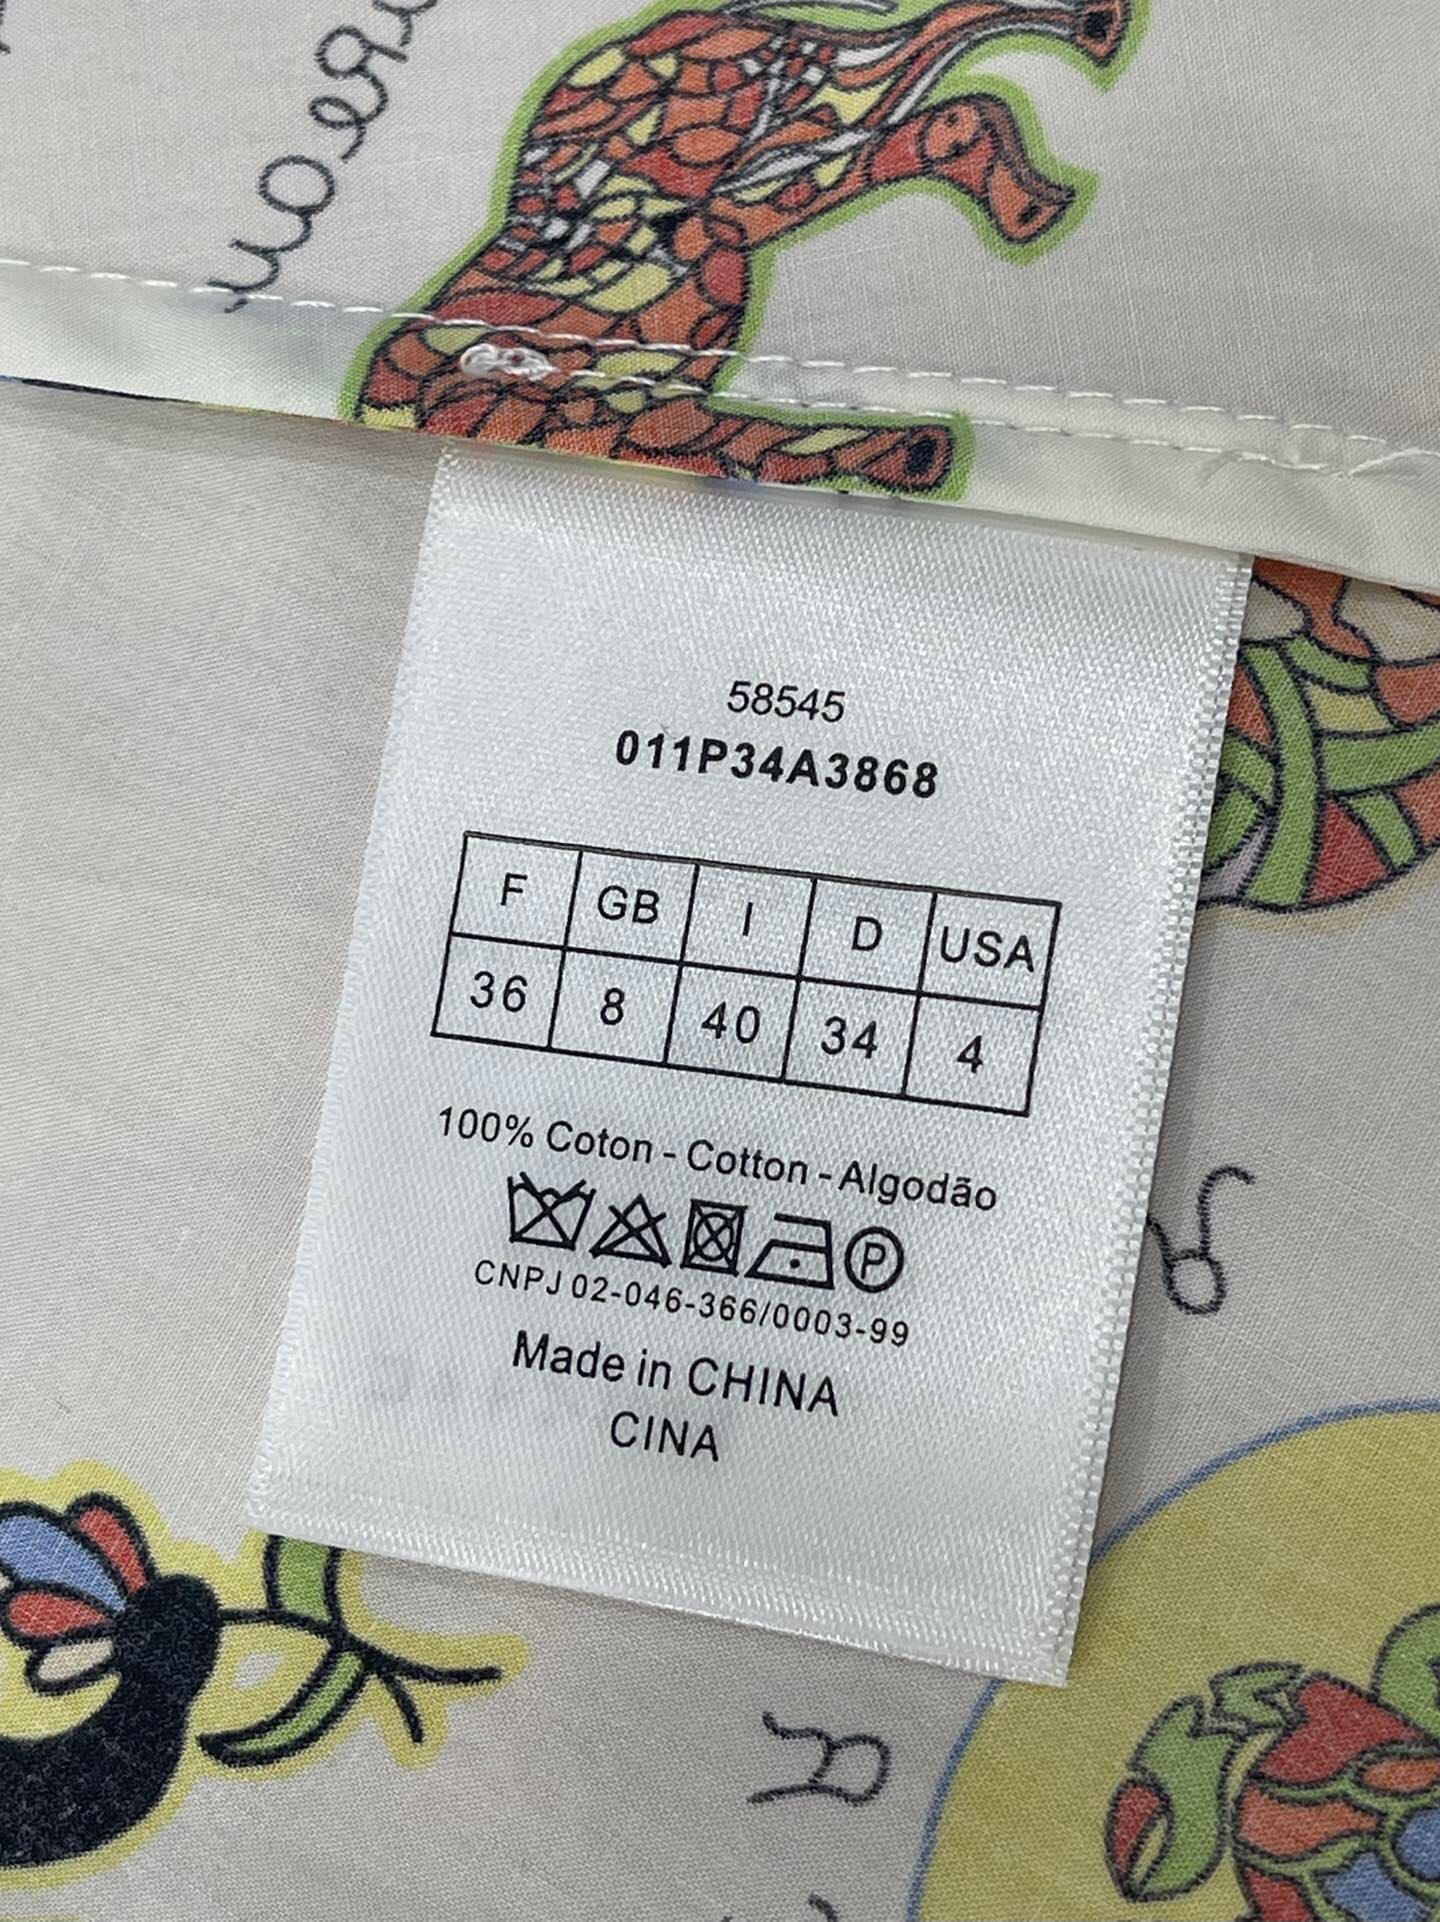 58545
011P34A3868
F GB I D USA
36 8 40 34 4
100% Coton - Cotton - Algodão
P
CNPJ 02-046-366/0003-99
Made in CHINA
CINA